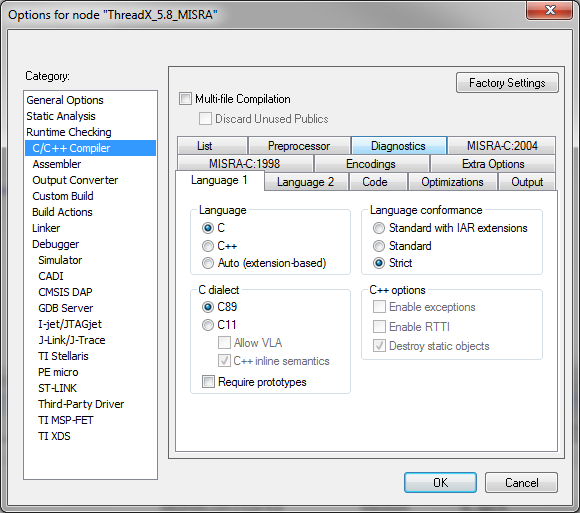 Options for node "ThreadX_5.8_MISRA"
Category:
General Options
Static Analysis
Runtime Checking
C/C++ Compiler
Assembler
Output Converter
Custom Build
Build Actions
Linker
Debugger
Simulator
CADI
CMSIS DAP
GDB Server
I-jet/JTAGjet
J-Link/J-Trace
TI Stellaris
PE micro
ST-LINK
Third-Party Driver
TI MSP-FET
TI XDS
Factory Settings
Multi-file Compilation
Discard Unused Publics
List Preprocessor Diagnostics MISRA-C:2004
MISRA-C:1998 Encodings Extra Options
Language 1 Language 2 Code Optimizations Output
Language
C
C++
Auto (extension-based)
Language conformance
Standard with IAR extensions
Standard
Strict
C dialect
C89
C11
Allow VLA
C++ inline semantics
Require prototypes
C++ options
Enable exceptions
Enable RTTI
Destroy static objects
OK Cancel